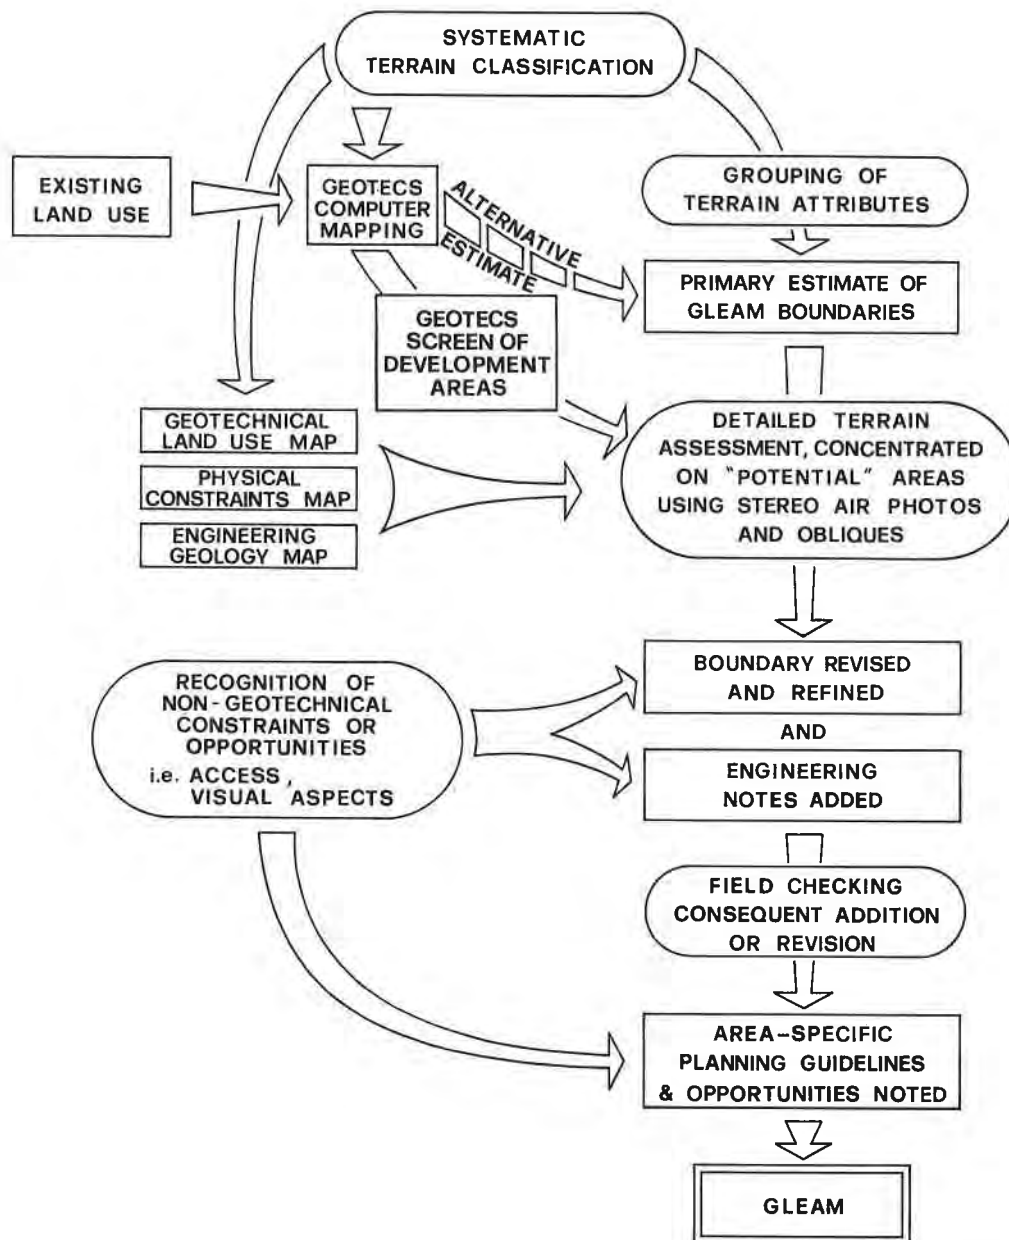 SYSTEMATIC
TERRAIN CLASSIFICATION
EXISTING
LAND USE
GEOTECS
COMPUTER
MAPPING
ALTERNATIVE
ESTIMATE
GROUPING OF
TERRAIN ATTRIBUTES
PRIMARY ESTIMATE OF
GLEAM BOUNDARIES
GEOTECS
SCREEN OF
DEVELOPMENT
AREAS
GEOTECHNICAL
LAND USE MAP
PHYSICAL
CONSTRAINTS MAP
ENGINEERING
GEOLOGY MAP
DETAILED TERRAIN
ASSESSMENT, CONCENTRATED
ON "POTENTIAL" AREAS
USING STEREO AIR PHOTOS
AND OBLIQUES
RECOGNITION OF
NON-GEOTECHNICAL
CONSTRAINTS OR
OPPORTUNITIES
i.e. ACCESS,
VISUAL ASPECTS
BOUNDARY REVISED
AND REFINED
AND
ENGINEERING
NOTES ADDED
FIELD CHECKING
CONSEQUENT ADDITION
OR REVISION
AREA-SPECIFIC
PLANNING GUIDELINES
& OPPORTUNITIES NOTED
GLEAM